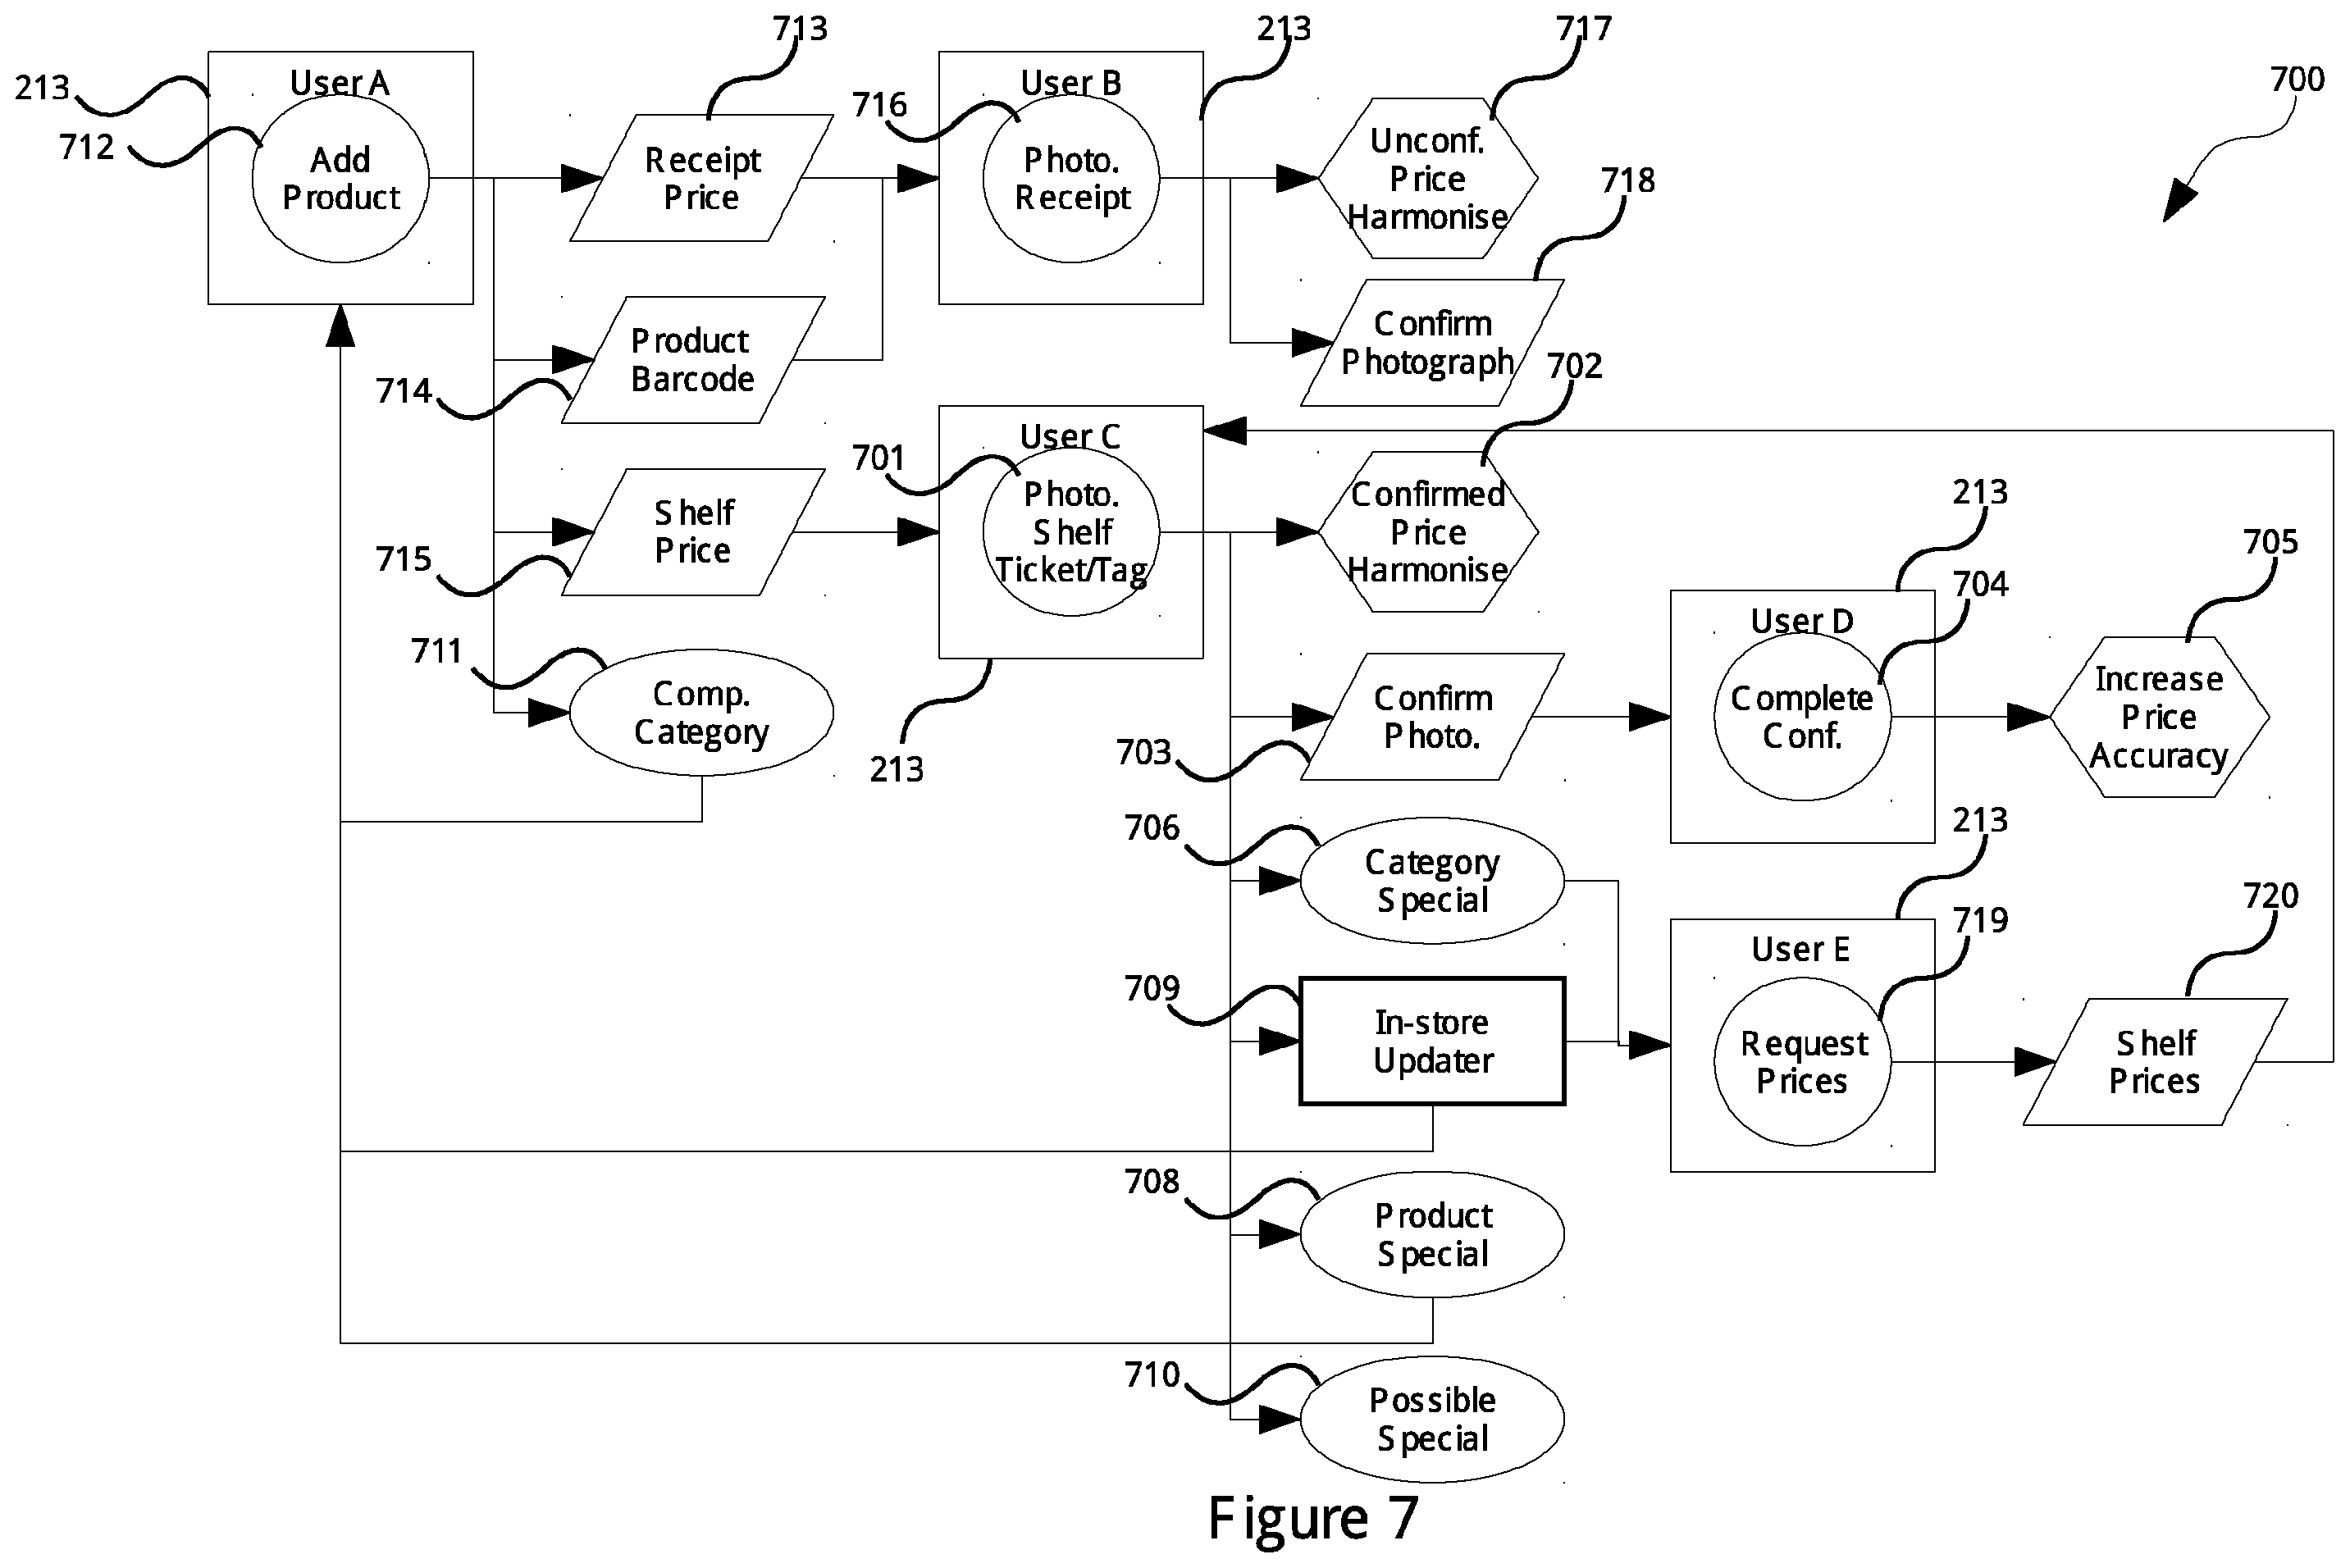 713
213
717
213
User A
User B
700
712
716
Add
Product
Receipt
Price
Photo.
Receipt
Unconf.
Price
Harmonise
718
Product
Barcode
Confirm
Photograph
714
702
User C
701
Photo.
Shelf
Ticket/Tag
Confirmed
Price
Harmonise
213
Shelf
Price
715
705
704
711
User D
Comp.
Category
Confirm
Photo.
Complete
Conf.
Increase
Price
Accuracy
703
213
706
213
Category
Special
720
719
User E
709
In-store
Updater
Request
Prices
Shelf
Prices
708
Product
Special
710
Possible
Special
Figure 7